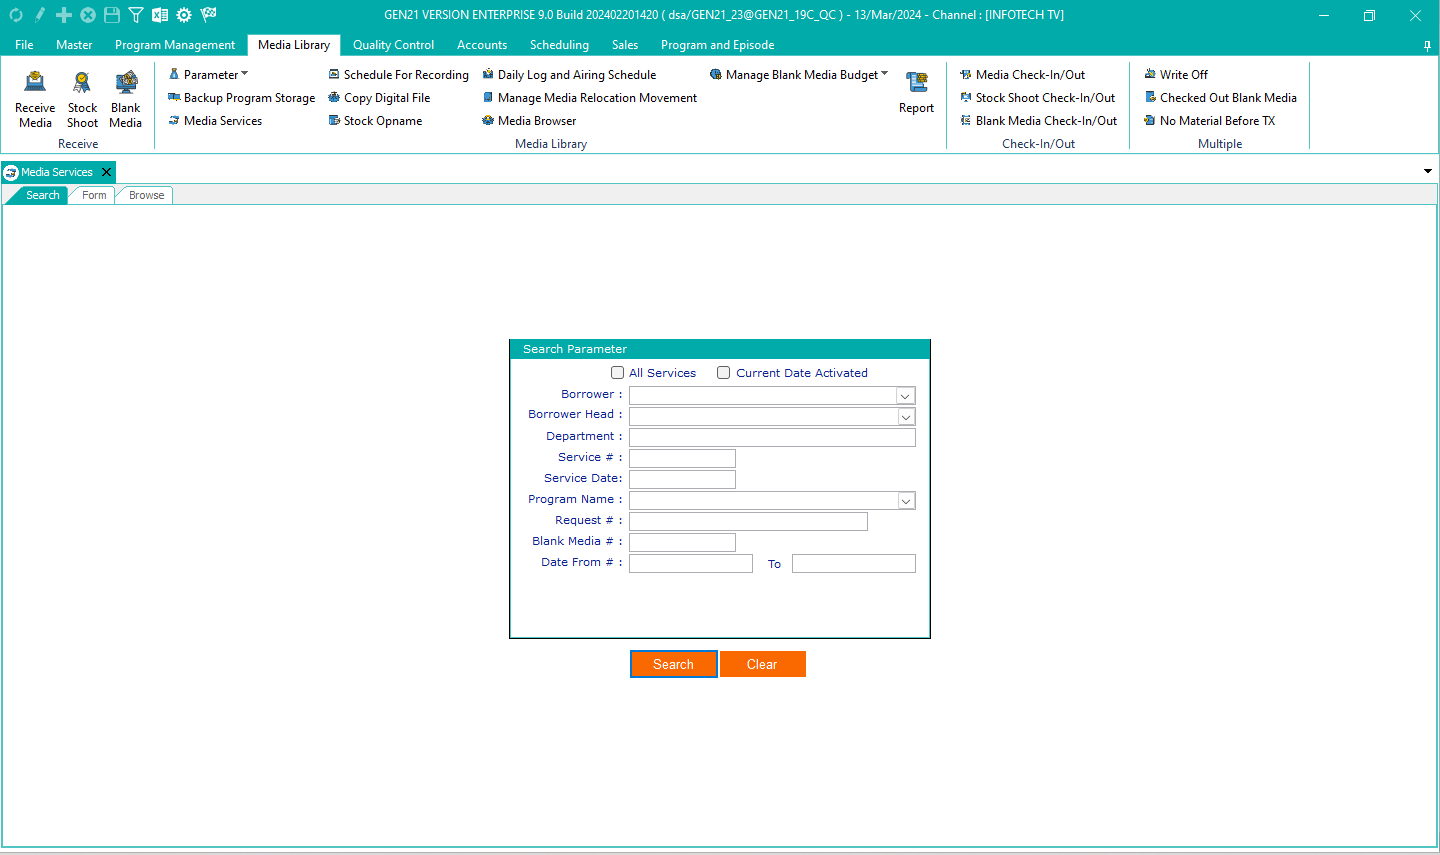 GEN21 VERSION ENTERPRISE 9.0 Build 202402201420 ( dsa/GEN21_23@GEN21_19C_QC ) - 13/Mar/2024 - Channel : [INFOTECH TV]
File Master Program Management Media Library Quality Control Accounts Scheduling Sales Program and Episode
Receive Media
Stock Shoot
Blank Media
Receive
Parameter
Backup Program Storage
Media Services
Schedule For Recording
Copy Digital File
Stock Opname
Daily Log and Airing Schedule
Manage Media Relocation Movement
Media Browser
Manage Blank Media Budget
Report
Media Library
Media Check-In/Out
Stock Shoot Check-In/Out
Blank Media Check-In/Out
Check-In/Out
Write Off
Checked Out Blank Media
No Material Before TX
Multiple
Media Services
Search Form Browse
Search Parameter
All Services Current Date Activated
Borrower :
Borrower Head :
Department :
Service # :
Service Date:
Program Name :
Request # :
Blank Media # :
Date From # : To
Search Clear